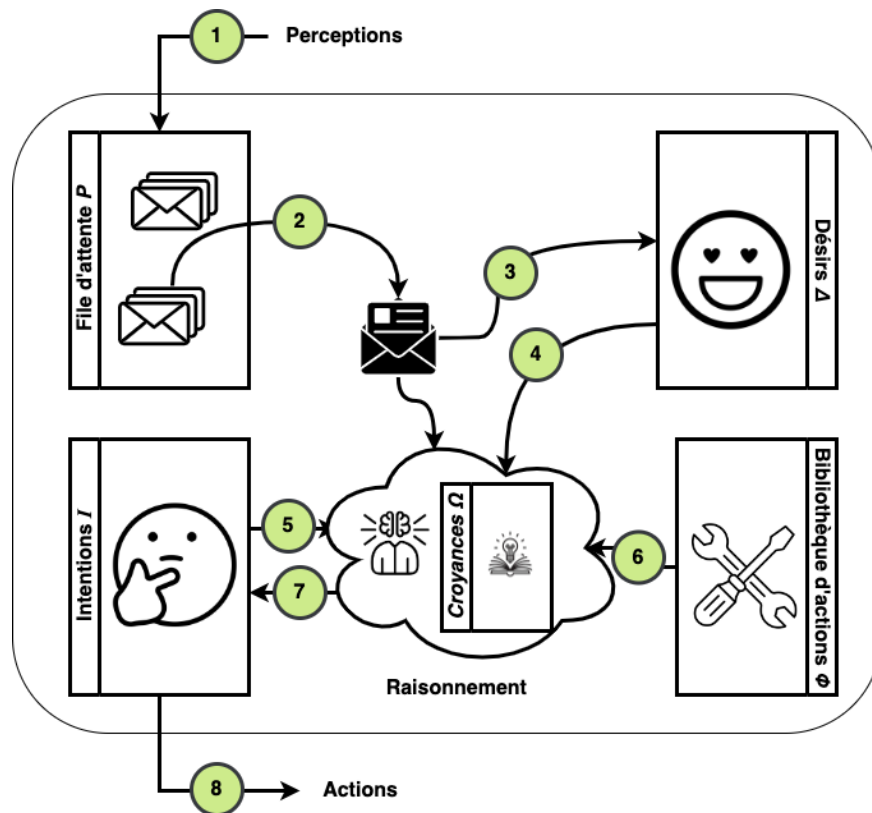 1
Perceptions
File d'attente P
2
3
Désirs Δ
4
Intentions I
5
Croyances Ω
6
Bibliothèque d'actions Φ
7
Raisonnement
8
Actions